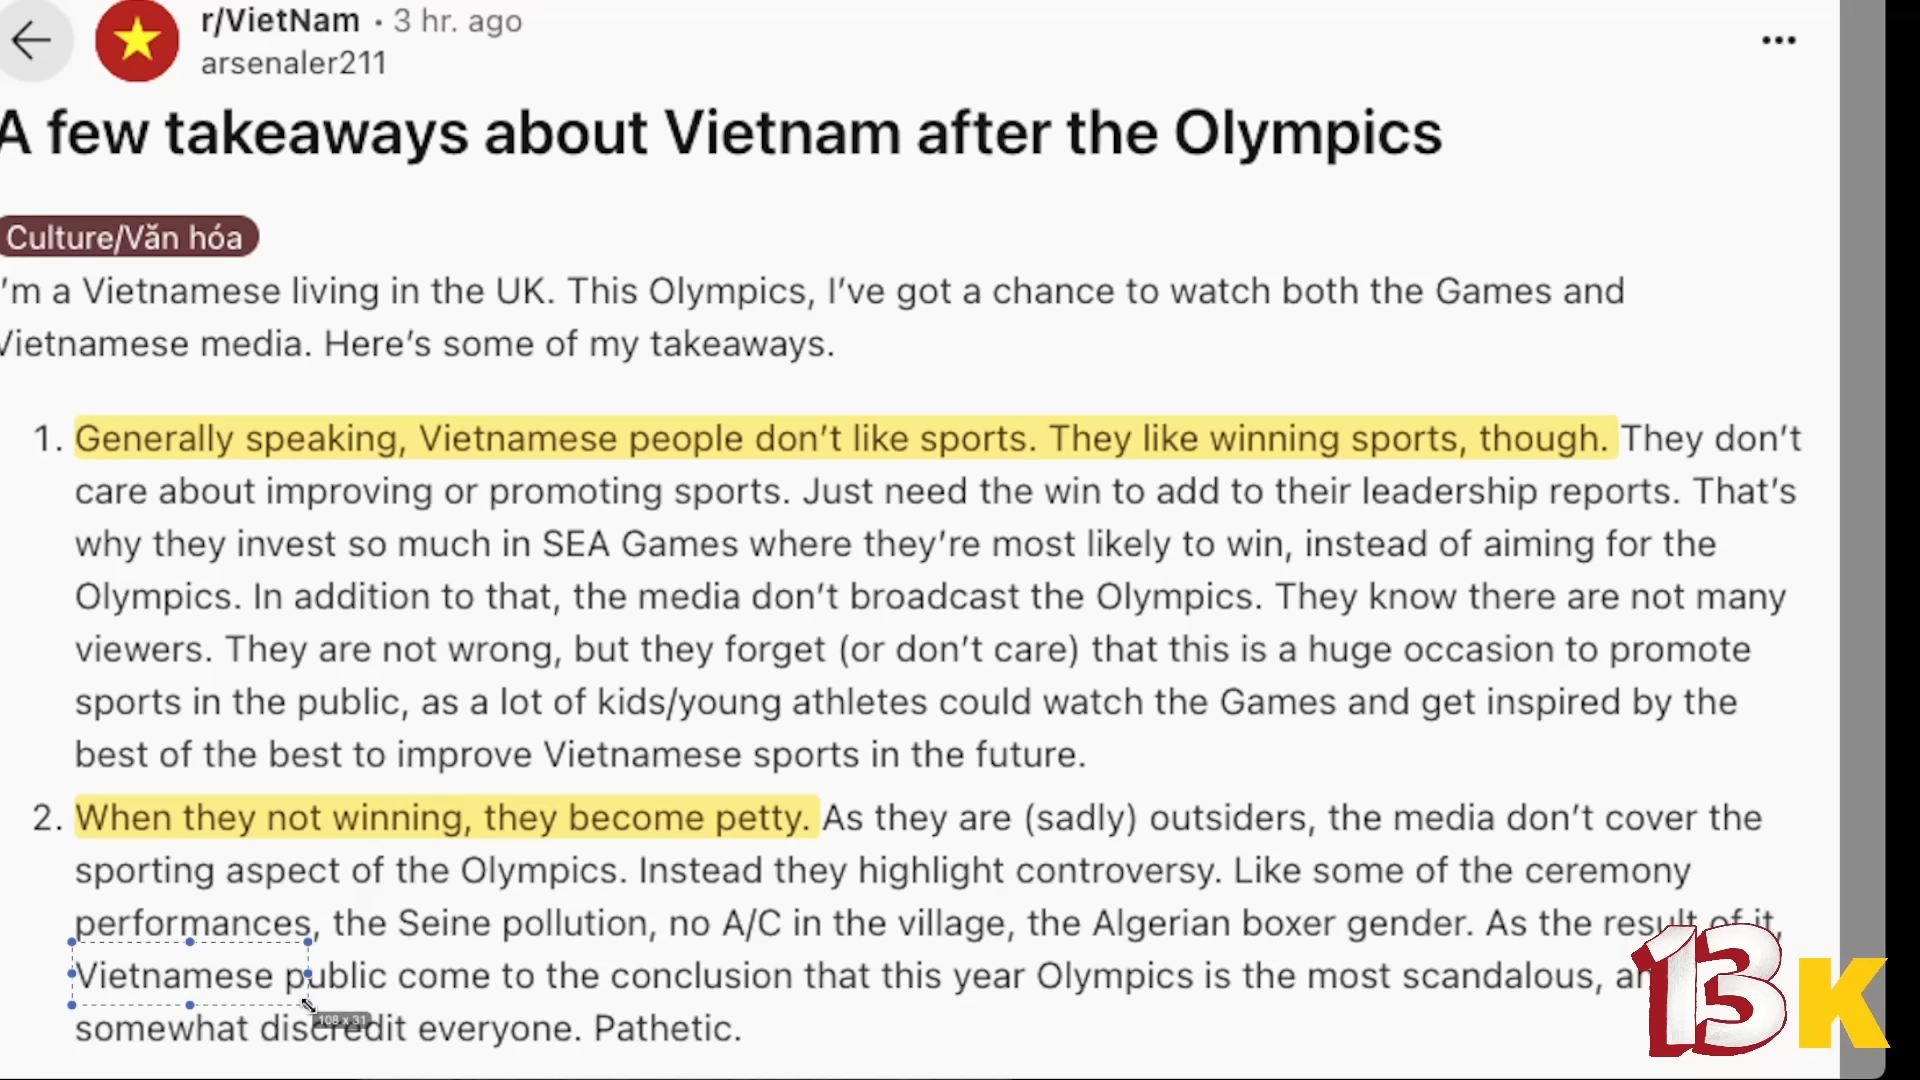 r/VietNam • 3 hr. ago
arsenaler211
A few takeaways about Vietnam after the Olympics
Culture/Văn hóa
'm a Vietnamese living in the UK. This Olympics, I've got a chance to watch both the Games and
Vietnamese media. Here's some of my takeaways.
1. Generally speaking, Vietnamese people don't like sports. They like winning sports, though. They don't
care about improving or promoting sports. Just need the win to add to their leadership reports. That's
why they invest so much in SEA Games where they're most likely to win, instead of aiming for the
Olympics. In addition to that, the media don't broadcast the Olympics. They know there are not many
viewers. They are not wrong, but they forget (or don't care) that this is a huge occasion to promote
sports in the public, as a lot of kids/young athletes could watch the Games and get inspired by the
best of the best to improve Vietnamese sports in the future.
2. When they not winning, they become petty. As they are (sadly) outsiders, the media don't cover the
sporting aspect of the Olympics. Instead they highlight controversy. Like some of the ceremony
performances, the Seine pollution, no A/C in the village, the Algerian boxer gender. As the result of it,
Vietnamese public come to the conclusion that this year Olympics is the most scandalous,
somewhat discredit everyone. Pathetic.
108 x 31
13K